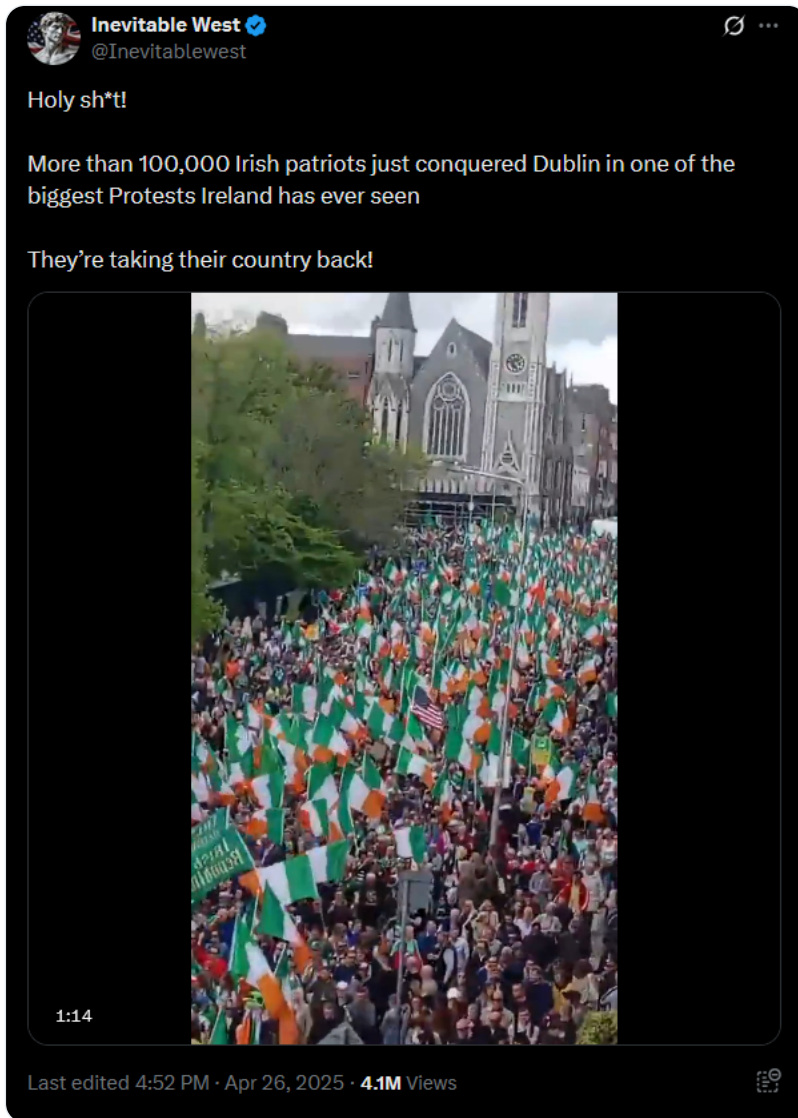 Inevitable West
@Inevitablewest
Holy sh*t!
More than 100,000 Irish patriots just conquered Dublin in one of the
biggest Protests Ireland has ever seen
They’re taking their country back!
1:14
Last edited 4:52 PM · Apr 26, 2025 · 4.1M Views